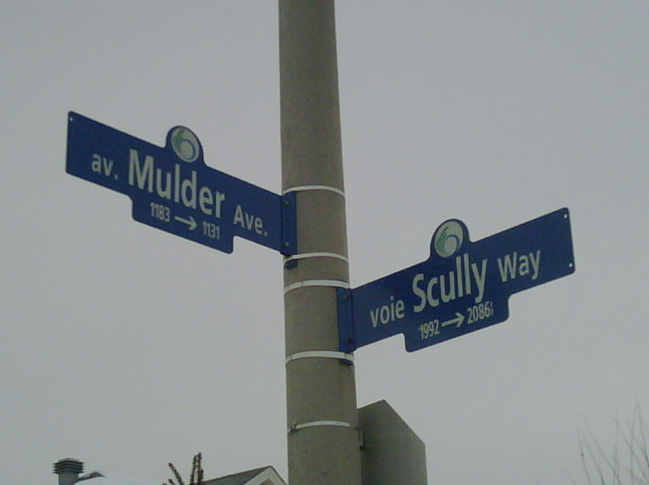 av. Mulder Ave.
1183 → 1131
voie Scully Way
1992 → 2086